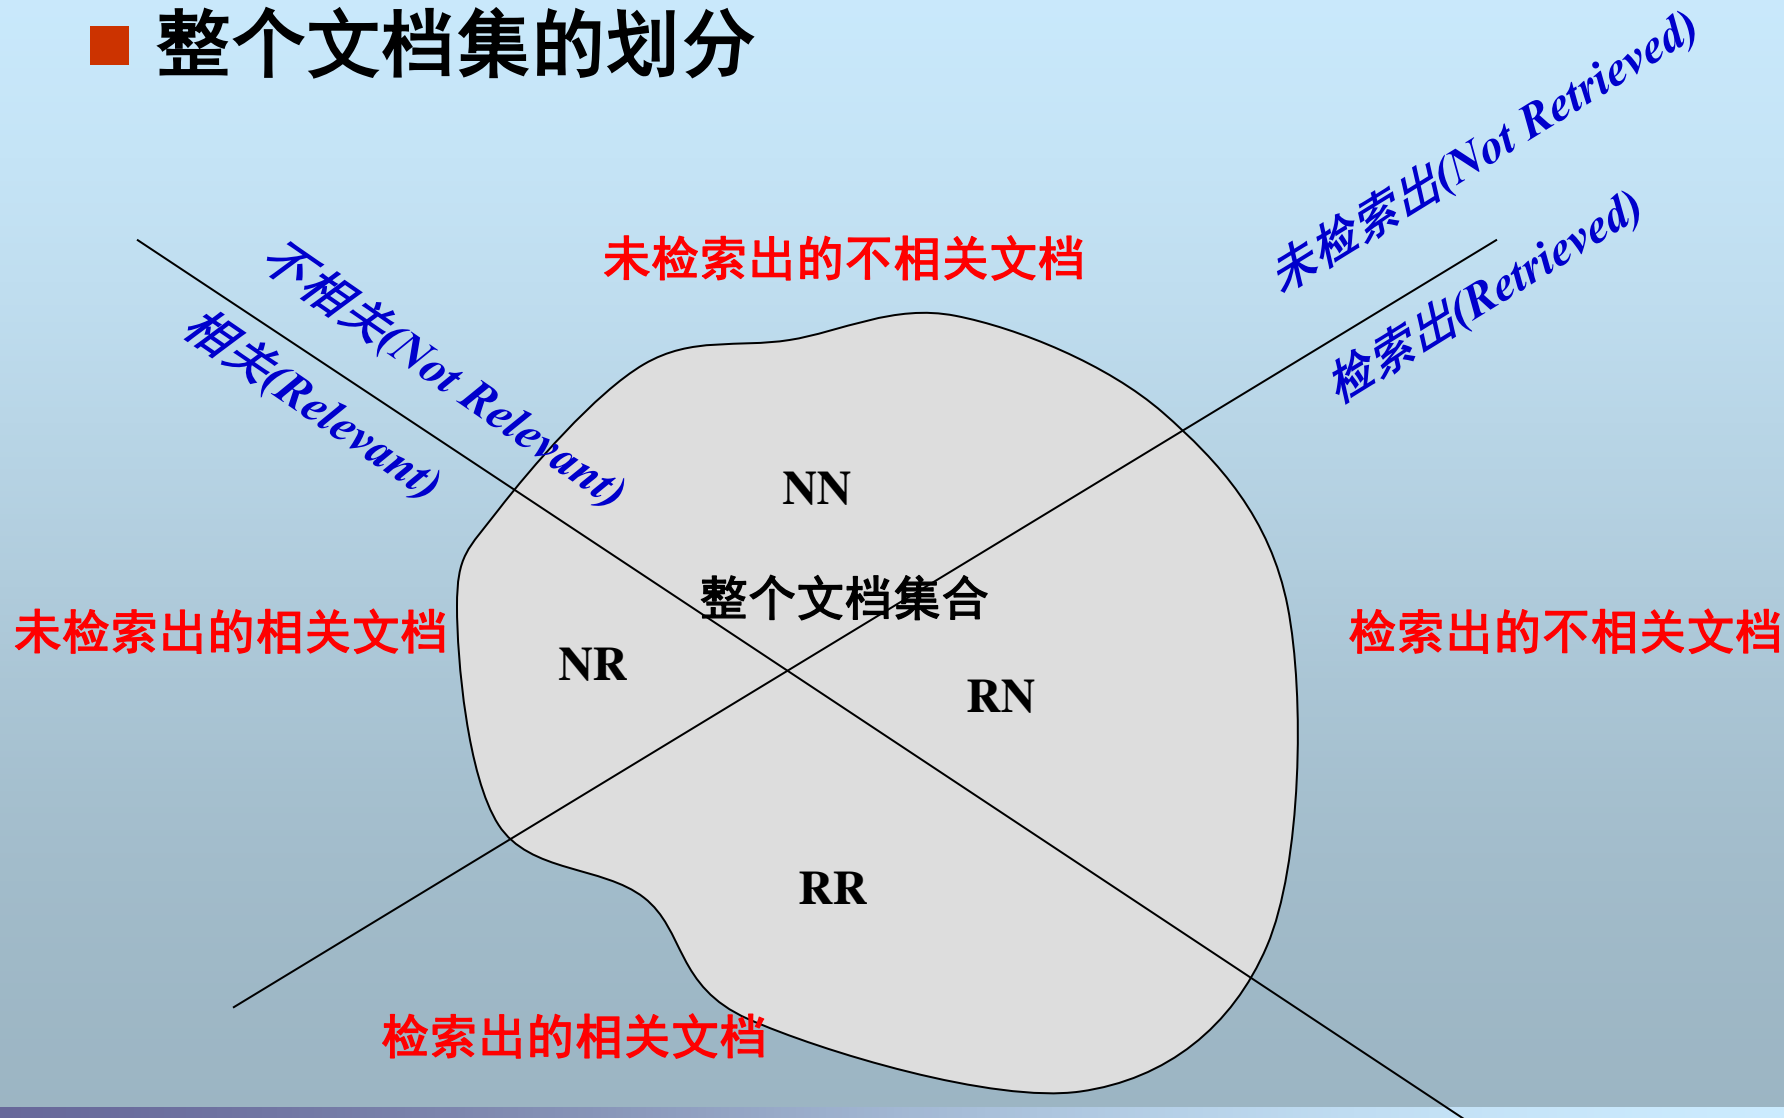 整个文档集的划分
未检索出(Not Retrieved)
检索出(Retrieved)
未检索出的不相关文档
不相关(Not Relevant)
相关(Relevant)
NN
整个文档集合
未检索出的相关文档
检索出的不相关文档
NR
RN
RR
检索出的相关文档